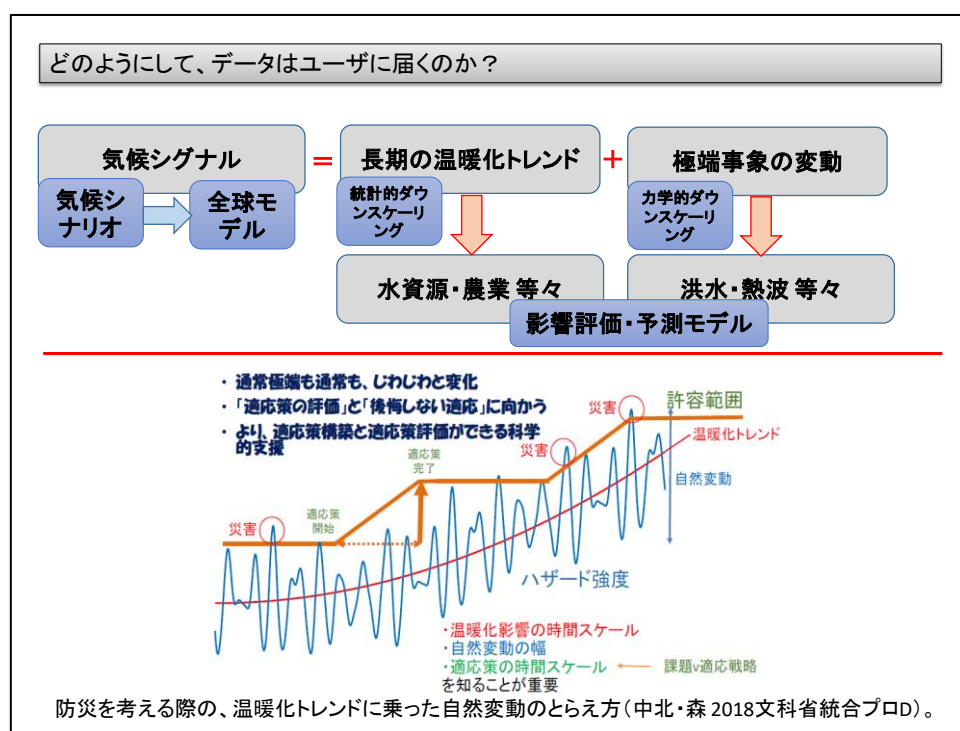 どのようにして、データはユーザに届くのか？
気候シグナル
=
長期の温暖化トレンド
+
極端事象の変動
気候シ
ナリオ
全球モ
デル
統計的ダウ
ンスケーリ
ング
力学的ダウ
ンスケーリ
ング
水資源・農業 等々
洪水・熱波 等々
影響評価・予測モデル
・ 通常極端も通常も、じわじわと変化
・ 「適応策の評価」と「後悔しない適応」に向かう
・ より、適応策構築と適応策評価ができる科学
的支援
災害
適応策
開始
適応策
完了
災害
災害
許容範囲
温暖化トレンド
自然変動
ハザード強度
・温暖化影響の時間スケール
・自然変動の幅
・適応策の時間スケール
課題v適応戦略
を知ることが重要
防災を考える際の、温暖化トレンドに乗った自然変動のとらえ方（中北・森 2018文科省統合プロD）。